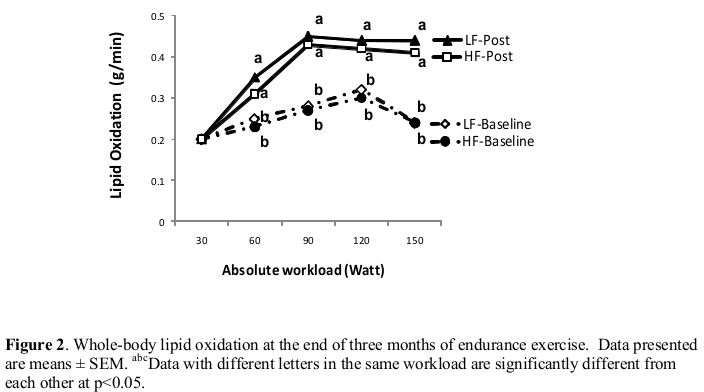 0.5
0.4
0.3
0.2
0.1
0
Lipid Oxidation (g/min)
a
a
a
a
a
a
a
a
b
b
b
b
b
b
b
b
LF-Post
HF-Post
LF-Baseline
HF-Baseline
30 60 90 120 150
Absolute workload (Watt)
Figure 2. Whole-body lipid oxidation at the end of three months of endurance exercise. Data presented
are means ± SEM. abcData with different letters in the same workload are significantly different from
each other at p<0.05.